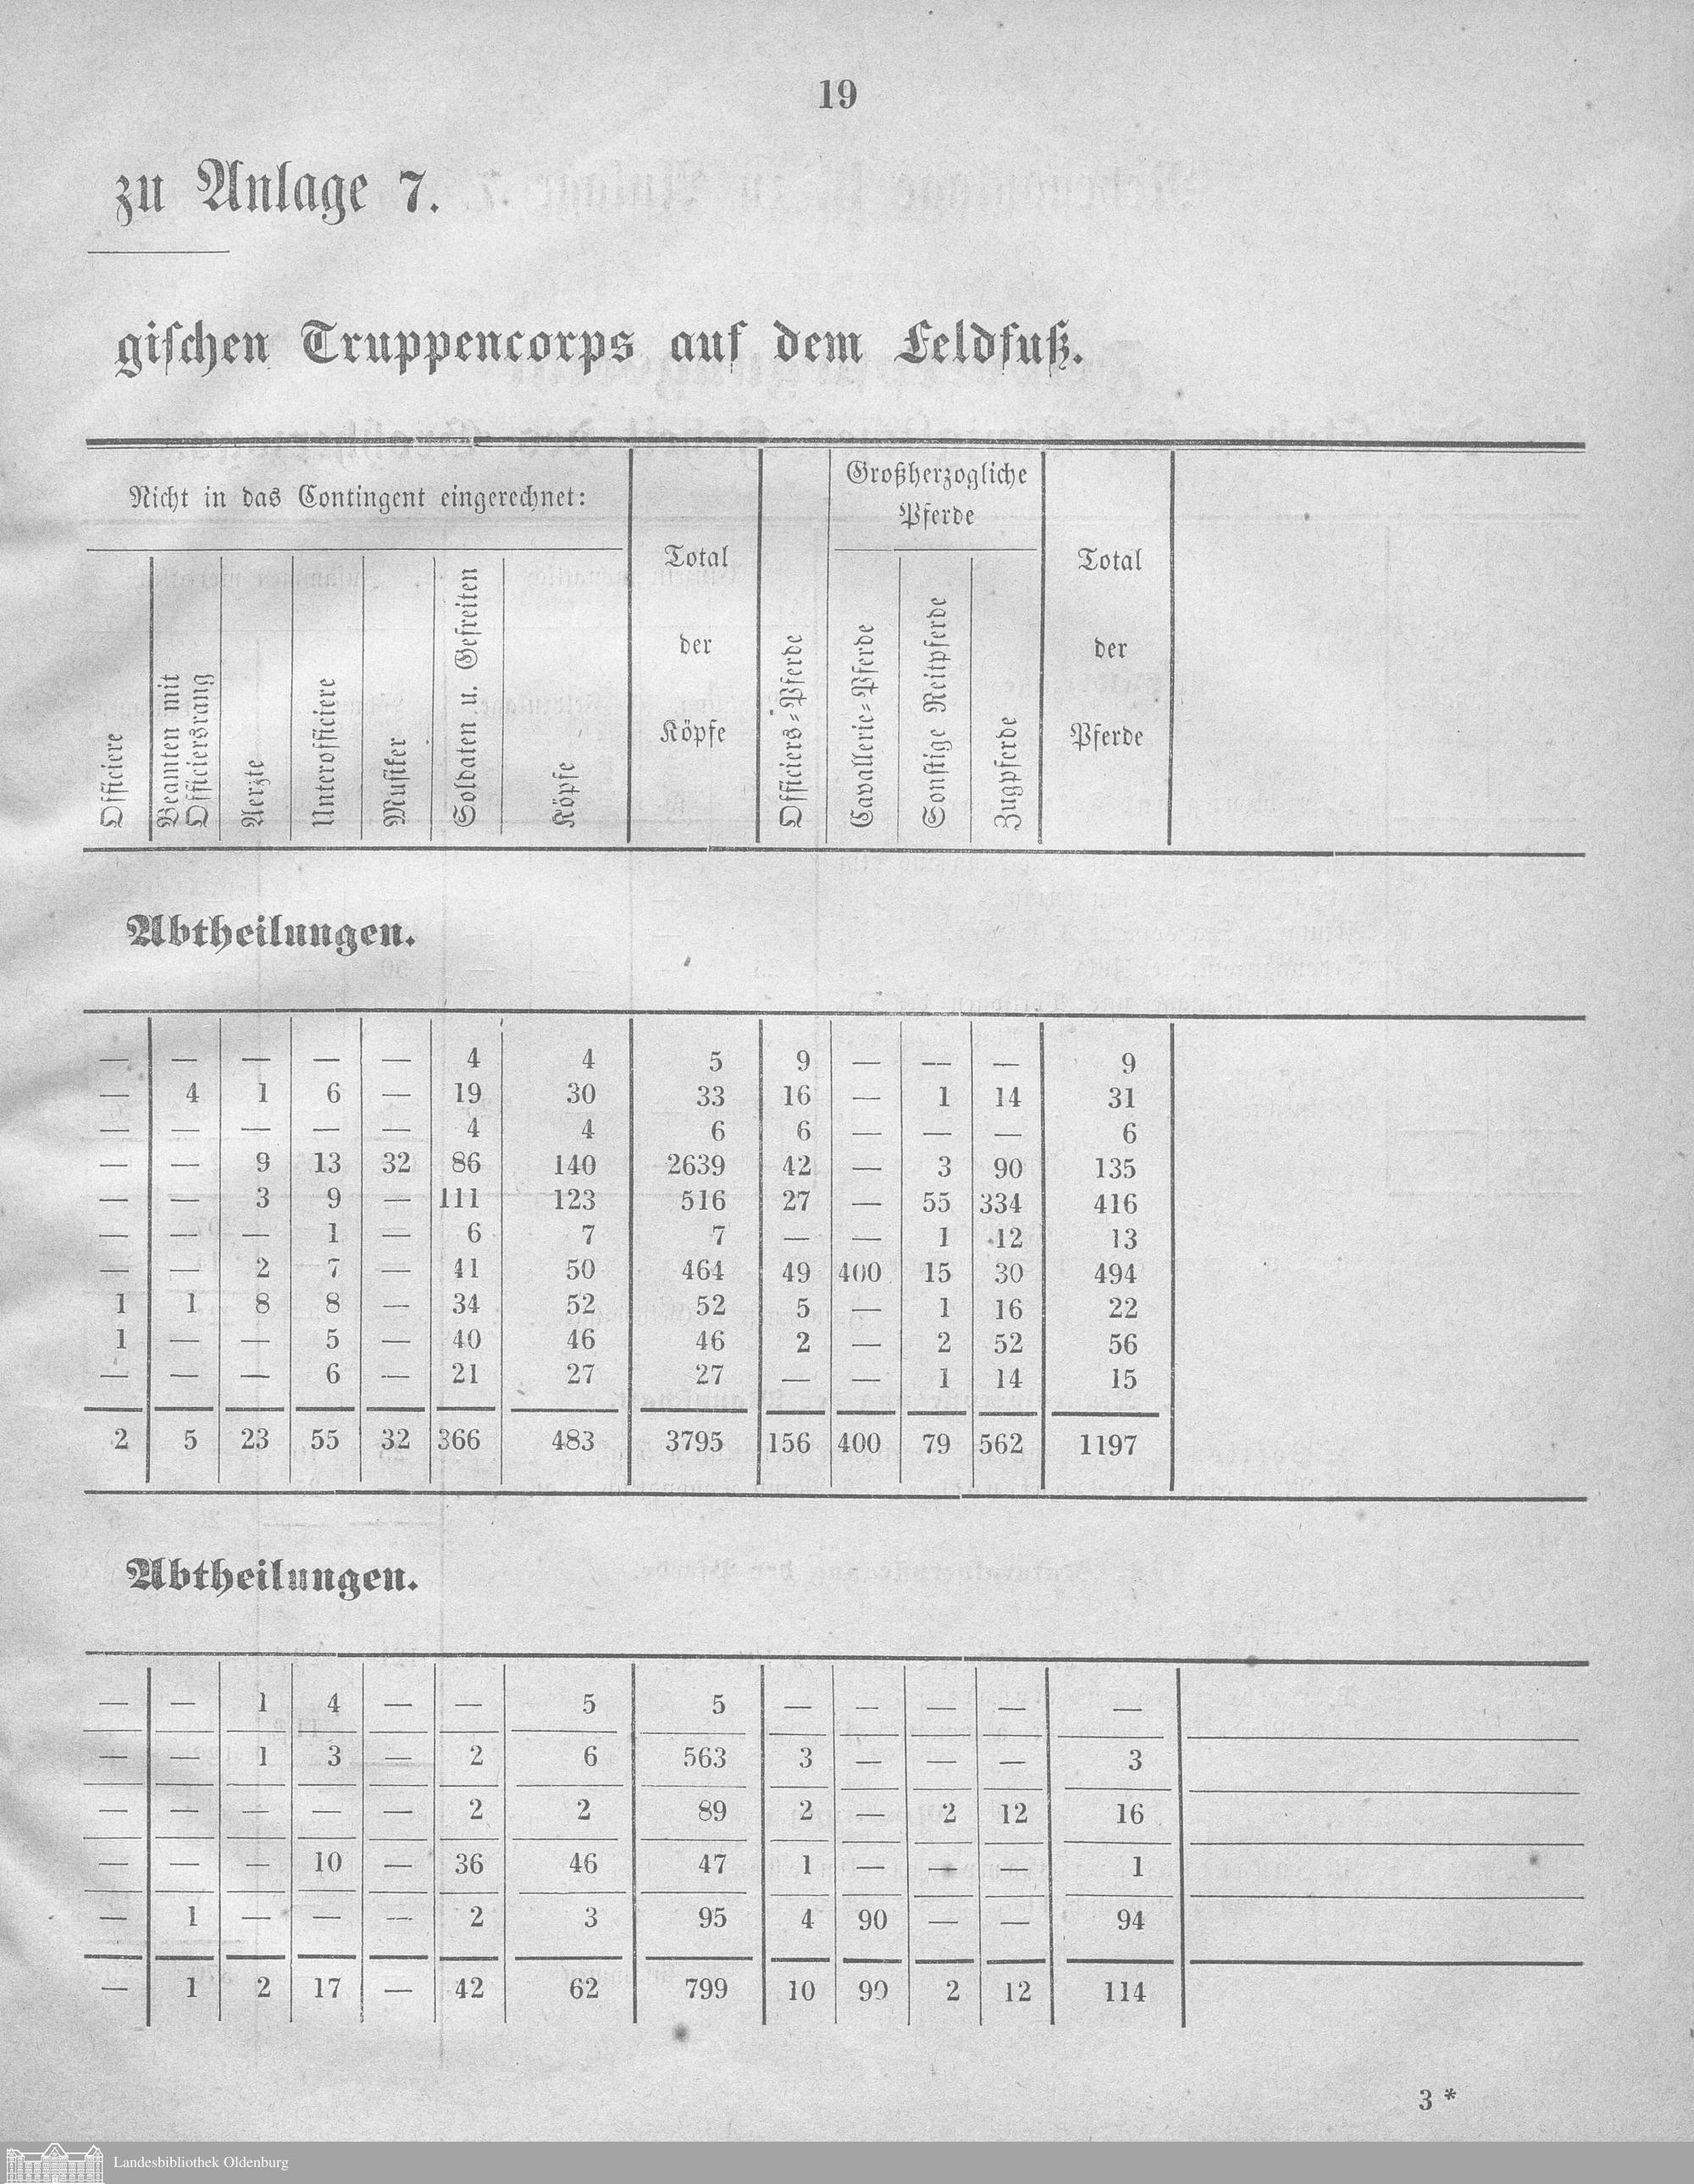 19
zu Anlage 7.
gischen Truppencorps auf dem Feldfuß.
Nicht in das Contingent eingerechnet:
Officiere
Beamten mit Officiersrang
Aerzte
Unterofficiere
Musiker
Soldaten u. Gefreiten
Köpfe
Total der Köpfe
Officiers-Pferde
Großherzogliche Pferde
Cavallerie-Pferde
Sonstige Reitpferde
Zugpferde
Total der Pferde
Abtheilungen.
— — — — — 4 4 5 9 — — — 9
— 4 1 6 — 19 30 33 16 — 1 14 31
— — — — — 4 4 6 6 — — — 6
— — 9 13 32 86 140 2639 42 — 3 90 135
— — 3 9 — 111 123 516 27 — 55 334 416
— — — 1 — 6 7 7 — — 1 12 13
— — 2 7 — 41 50 464 49 400 15 30 494
1 1 8 8 — 34 52 52 5 — 1 16 22
1 — — 5 — 40 46 46 2 — 2 52 56
— — — 6 — 21 27 27 — — 1 14 15
2 5 23 55 32 366 483 3795 156 400 79 562 1197
Abtheilungen.
— — 1 4 — — 5 5 — — — — —
— — 1 3 — 2 6 563 3 — — — 3
— — — — — 2 2 89 2 — 2 12 16
— — — 10 — 36 46 47 1 — — — 1
— 1 — — — 2 3 95 4 90 — — 94
— 1 2 17 — 42 62 799 10 90 2 12 114
3 *
Landesbibliothek Oldenburg